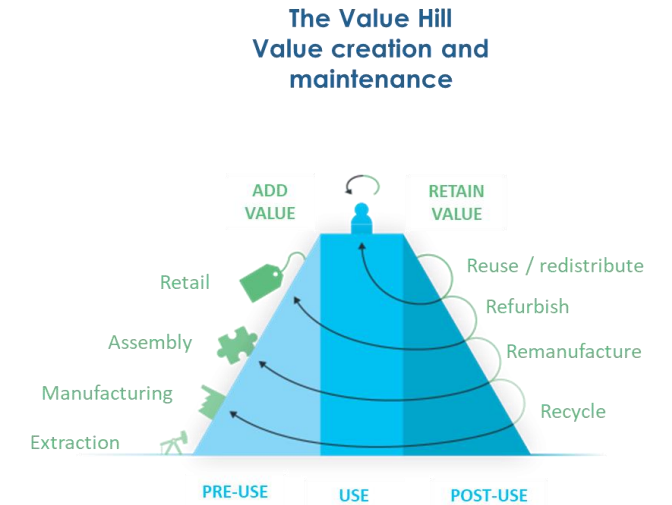 The Value Hill
Value creation and
maintenance
ADD
VALUE
RETAIN
VALUE
Retail
Assembly
Manufacturing
Extraction
Reuse / redistribute
Refurbish
Remanufacture
Recycle
PRE-USE
USE
POST-USE